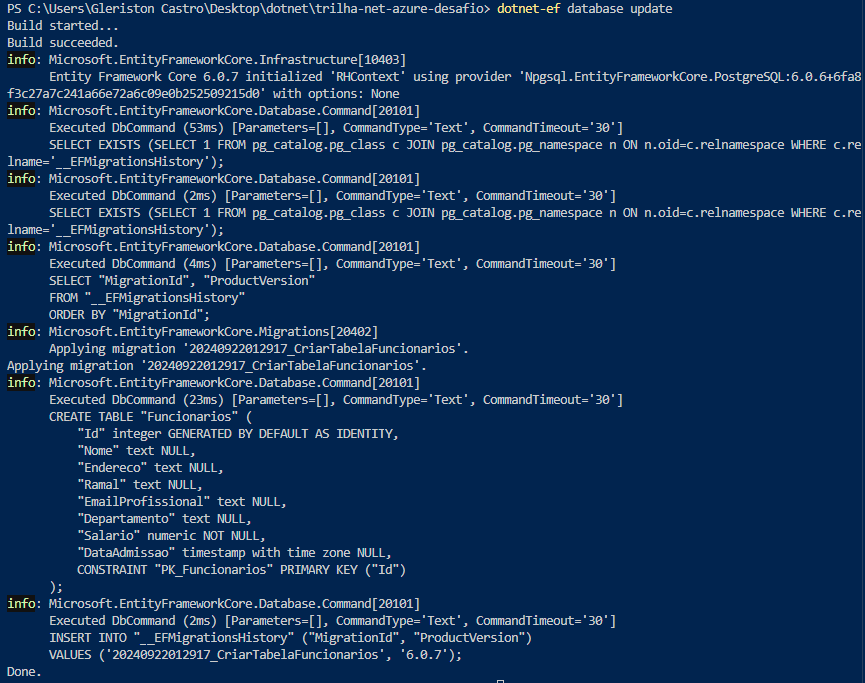 PS C:\Users\Gleriston Castro\Desktop\dotnet\trilha-net-azure-desafio> dotnet-ef database update
Build started...
Build succeeded.
info: Microsoft.EntityFrameworkCore.Infrastructure[10403]
      Entity Framework Core 6.0.7 initialized 'RHContext' using provider 'Npgsql.EntityFrameworkCore.PostgreSQL:6.0.6+6fa8
f3c27a7c241a66e72a6c09e0b252509215d0' with options: None
info: Microsoft.EntityFrameworkCore.Database.Command[20101]
      Executed DbCommand (53ms) [Parameters=[], CommandType='Text', CommandTimeout='30']
      SELECT EXISTS (SELECT 1 FROM pg_catalog.pg_class c JOIN pg_catalog.pg_namespace n ON n.oid=c.relnamespace WHERE c.re
lname='__EFMigrationsHistory');
info: Microsoft.EntityFrameworkCore.Database.Command[20101]
      Executed DbCommand (2ms) [Parameters=[], CommandType='Text', CommandTimeout='30']
      SELECT EXISTS (SELECT 1 FROM pg_catalog.pg_class c JOIN pg_catalog.pg_namespace n ON n.oid=c.relnamespace WHERE c.re
lname='__EFMigrationsHistory');
info: Microsoft.EntityFrameworkCore.Database.Command[20101]
      Executed DbCommand (4ms) [Parameters=[], CommandType='Text', CommandTimeout='30']
      SELECT "MigrationId", "ProductVersion"
      FROM "__EFMigrationsHistory"
      ORDER BY "MigrationId";
info: Microsoft.EntityFrameworkCore.Migrations[20402]
      Applying migration '20240922012917_CriarTabelaFuncionarios'.
Applying migration '20240922012917_CriarTabelaFuncionarios'.
info: Microsoft.EntityFrameworkCore.Database.Command[20101]
      Executed DbCommand (23ms) [Parameters=[], CommandType='Text', CommandTimeout='30']
      CREATE TABLE "Funcionarios" (
          "Id" integer GENERATED BY DEFAULT AS IDENTITY,
          "Nome" text NULL,
          "Endereco" text NULL,
          "Ramal" text NULL,
          "EmailProfissional" text NULL,
          "Departamento" text NULL,
          "Salario" numeric NOT NULL,
          "DataAdmissao" timestamp with time zone NULL,
          CONSTRAINT "PK_Funcionarios" PRIMARY KEY ("Id")
      );
info: Microsoft.EntityFrameworkCore.Database.Command[20101]
      Executed DbCommand (2ms) [Parameters=[], CommandType='Text', CommandTimeout='30']
      INSERT INTO "__EFMigrationsHistory" ("MigrationId", "ProductVersion")
      VALUES ('20240922012917_CriarTabelaFuncionarios', '6.0.7');
Done.